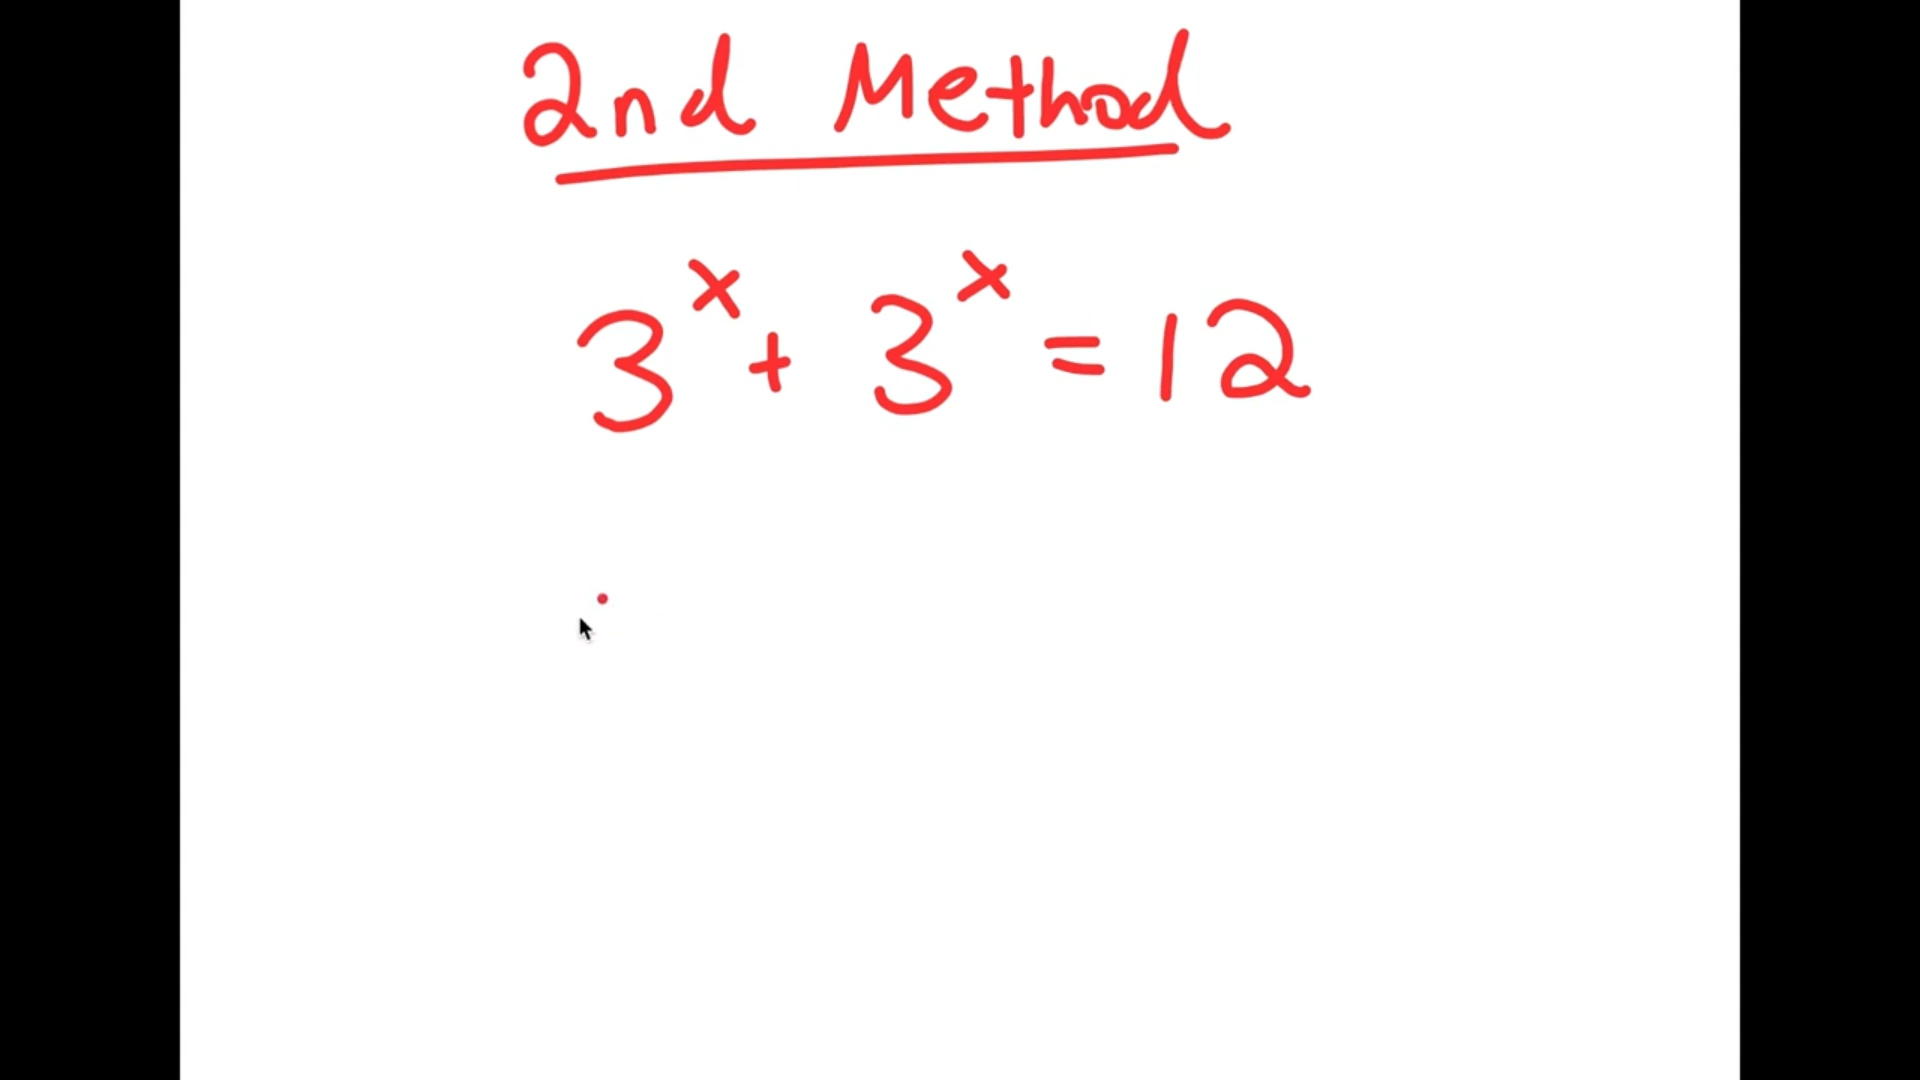 2nd Method
3^x + 3^x = 12